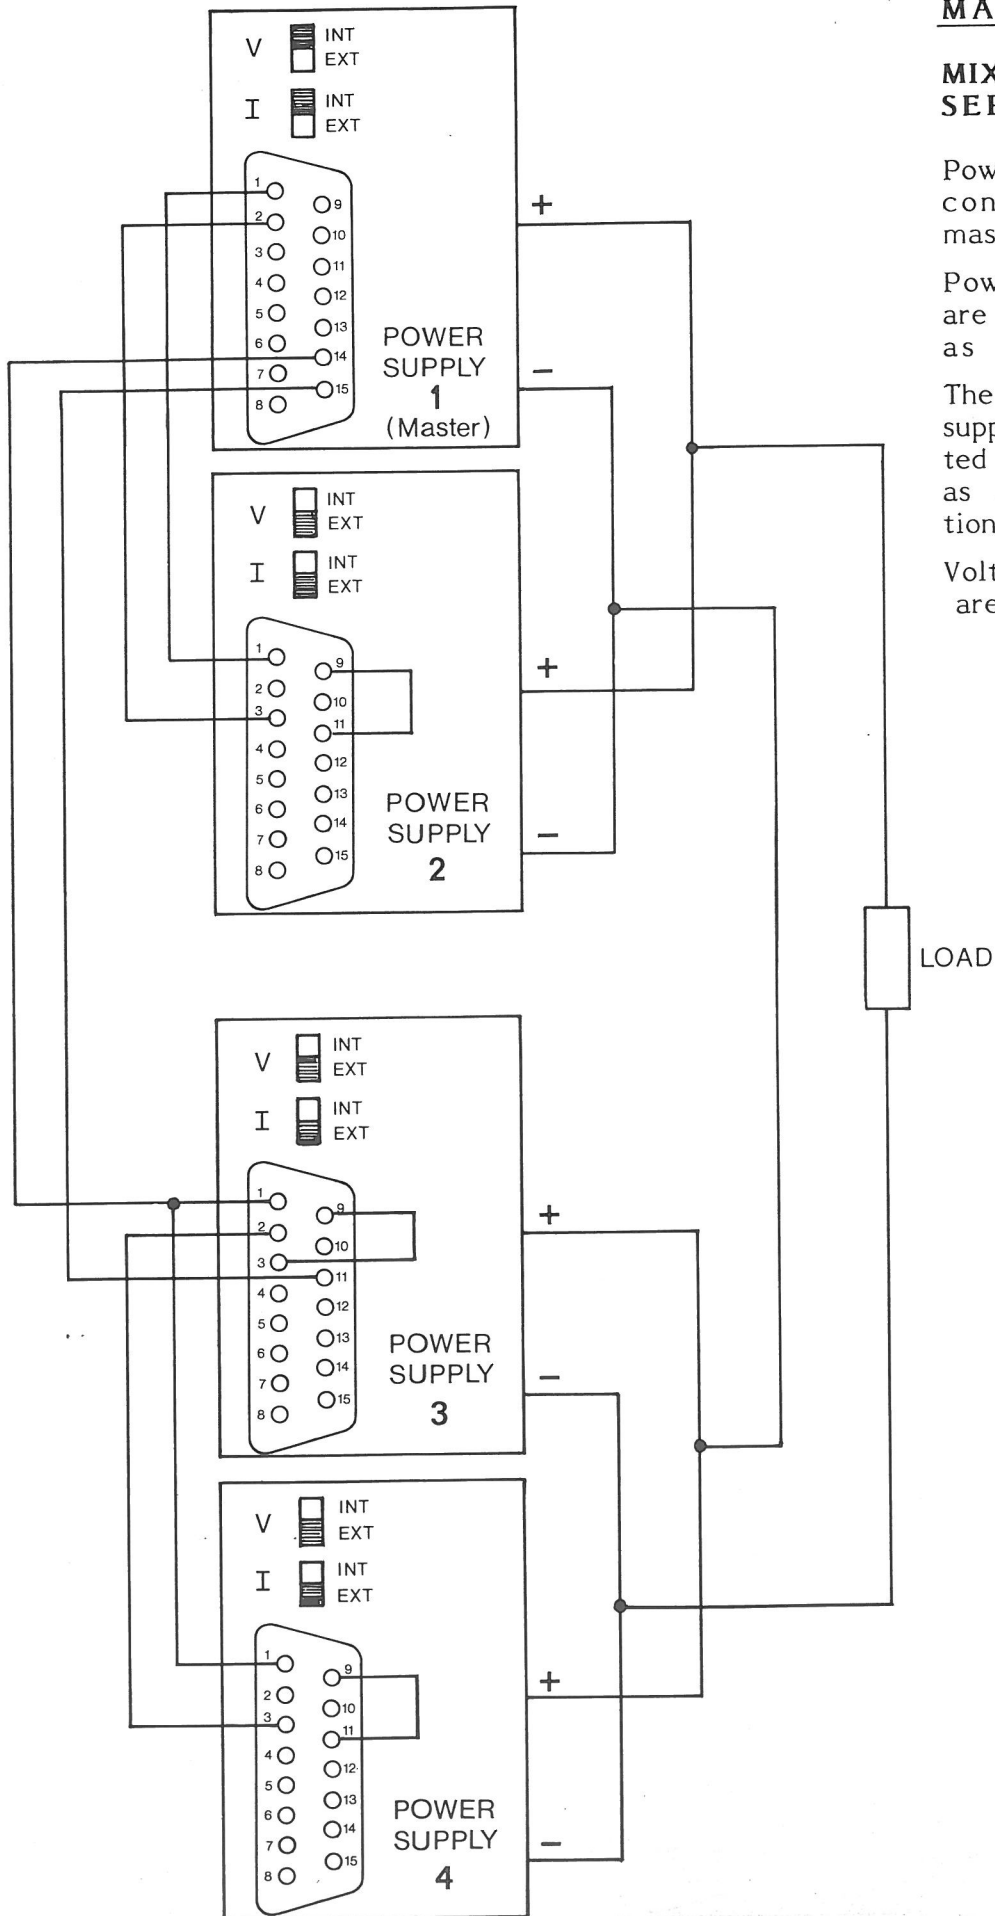 V
INT
EXT
I
INT
EXT
1
2
3
4
5
6
7
8
9
10
11
12
13
14
15
POWER
SUPPLY
1
(Master)
+
−
V
INT
EXT
I
INT
EXT
1
2
3
4
5
6
7
8
9
10
11
12
13
14
15
POWER
SUPPLY
2
+
−
LOAD
V
INT
EXT
I
INT
EXT
1
2
3
4
5
6
7
8
9
10
11
12
13
14
15
POWER
SUPPLY
3
+
−
V
INT
EXT
I
INT
EXT
1
2
3
4
5
6
7
8
9
10
11
12
13
14
15
POWER
SUPPLY
4
+
−
MA
MIX
SER
Pow
con
mas
Pow
are
as
The
supp
ted
as
tion
Volt
are